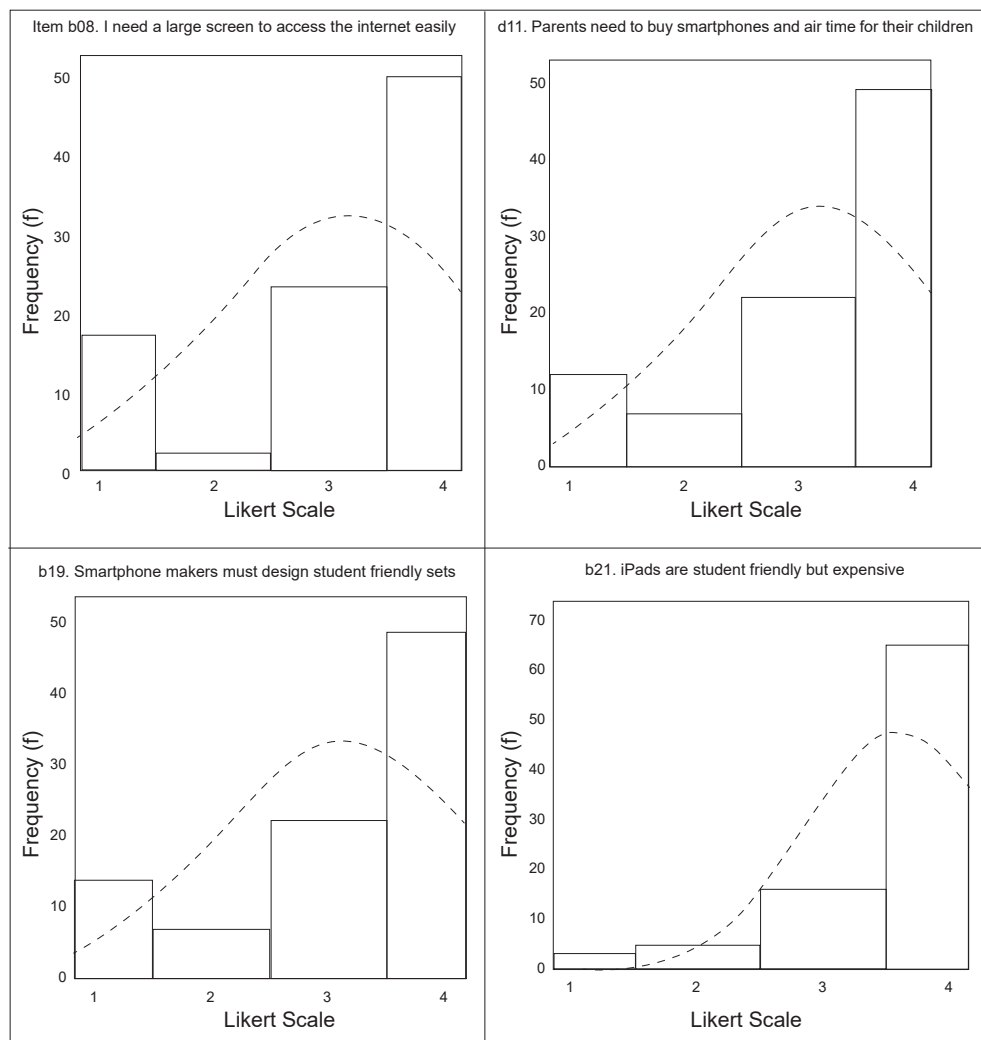 Item b08. I need a large screen to access the internet easily
Frequency (f)
50
40
30
20
10
0
1 2 3 4
Likert Scale
d11. Parents need to buy smartphones and air time for their children
Frequency (f)
50
40
30
20
10
0
1 2 3 4
Likert Scale
b19. Smartphone makers must design student friendly sets
Frequency (f)
50
40
30
20
10
0
1 2 3 4
Likert Scale
b21. iPads are student friendly but expensive
Frequency (f)
70
60
50
40
30
20
10
0
1 2 3 4
Likert Scale